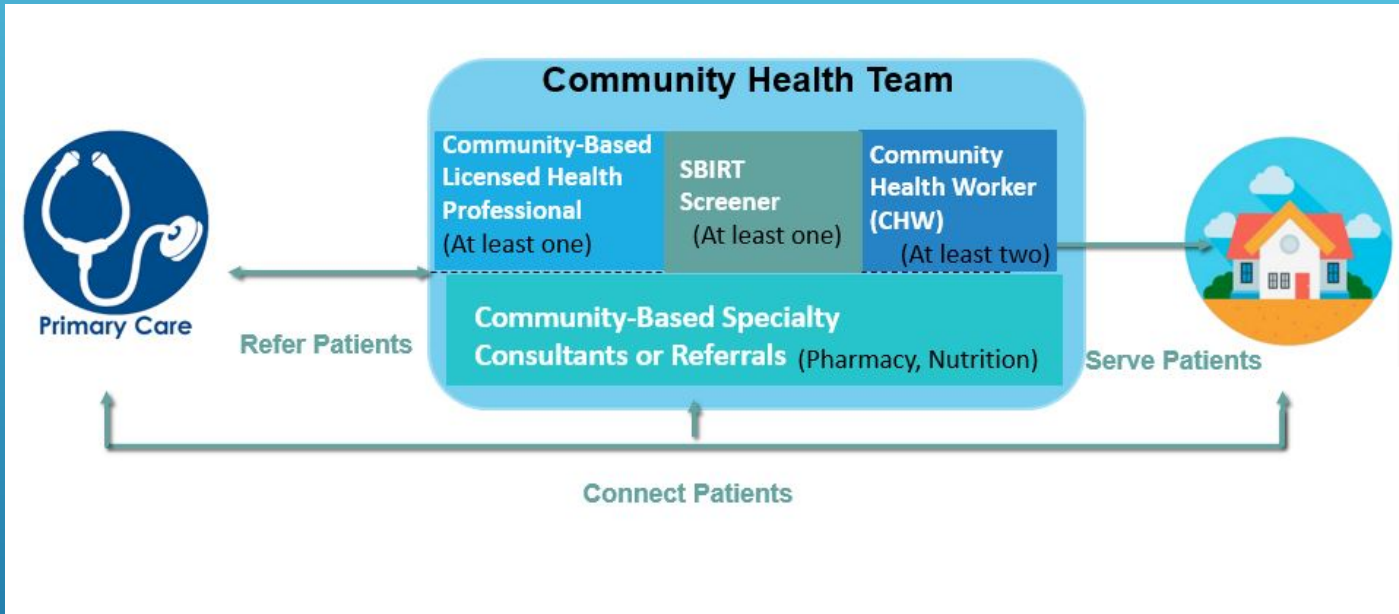 Community Health Team
Community-Based
Licensed Health
Professional
(At least one)
SBIRT
Screener
(At least one)
Community
Health Worker
(CHW)
(At least two)
Primary Care
Refer Patients
Community-Based Specialty
Consultants or Referrals (Pharmacy, Nutrition)
Serve Patients
Connect Patients